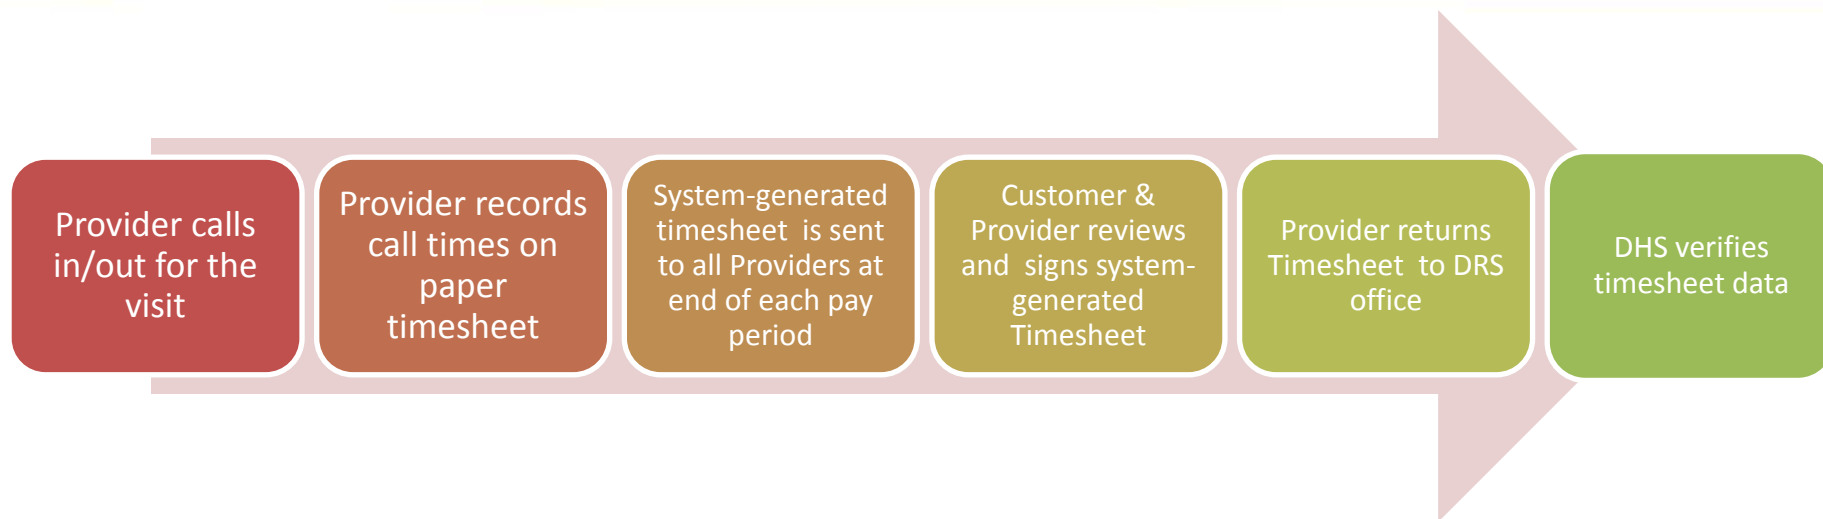 Provider calls
in/out for the
visit
Provider records
call times on
paper
timesheet
System-generated
timesheet  is sent
to all Providers at
end of each pay
period
Customer &
Provider reviews
and  signs system-
generated
Timesheet
Provider returns
Timesheet  to DRS
office
DHS verifies
timesheet data